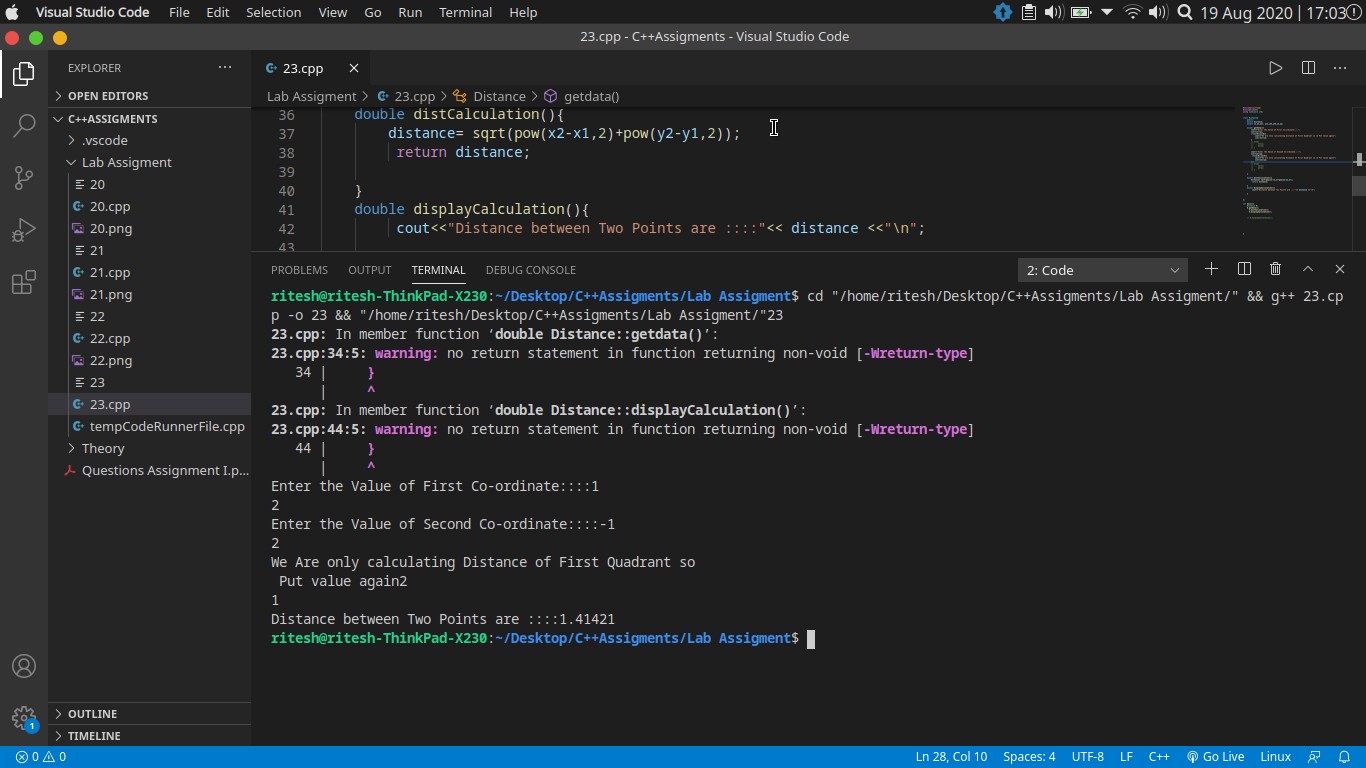 Visual Studio Code File Edit Selection View Go Run Terminal Help 19 Aug 2020 | 17:03
23.cpp - C++Assigments - Visual Studio Code
EXPLORER
OPEN EDITORS
C++ASSIGMENTS
.vscode
Lab Assigment
20
20.cpp
20.png
21
21.cpp
21.png
22
22.cpp
22.png
23
23.cpp
tempCodeRunnerFile.cpp
Theory
Questions Assignment I.p...
OUTLINE
TIMELINE
1
23.cpp
Lab Assigment > 23.cpp > Distance > getdata()
36 double distCalculation(){
37 distance= sqrt(pow(x2-x1,2)+pow(y2-y1,2));
38 return distance;
39
40 }
41 double displayCalculation(){
42 cout<<"Distance between Two Points are ::::"<< distance <<"\n";
43
PROBLEMS OUTPUT TERMINAL DEBUG CONSOLE 2: Code
ritesh@ritesh-ThinkPad-X230:~/Desktop/C++Assigments/Lab Assigment$ cd "/home/ritesh/Desktop/C++Assigments/Lab Assigment/" && g++ 23.cp
p -o 23 && "/home/ritesh/Desktop/C++Assigments/Lab Assigment/"23
23.cpp: In member function ‘double Distance::getdata()’:
23.cpp:34:5: warning: no return statement in function returning non-void [-Wreturn-type]
34 | }
| ^
23.cpp: In member function ‘double Distance::displayCalculation()’:
23.cpp:44:5: warning: no return statement in function returning non-void [-Wreturn-type]
44 | }
| ^
Enter the Value of First Co-ordinate::::1
2
Enter the Value of Second Co-ordinate::::-1
2
We Are only calculating Distance of First Quadrant so
Put value again2
1
Distance between Two Points are ::::1.41421
ritesh@ritesh-ThinkPad-X230:~/Desktop/C++Assigments/Lab Assigment$
0 0 Ln 28, Col 10 Spaces: 4 UTF-8 LF C++ Go Live Linux